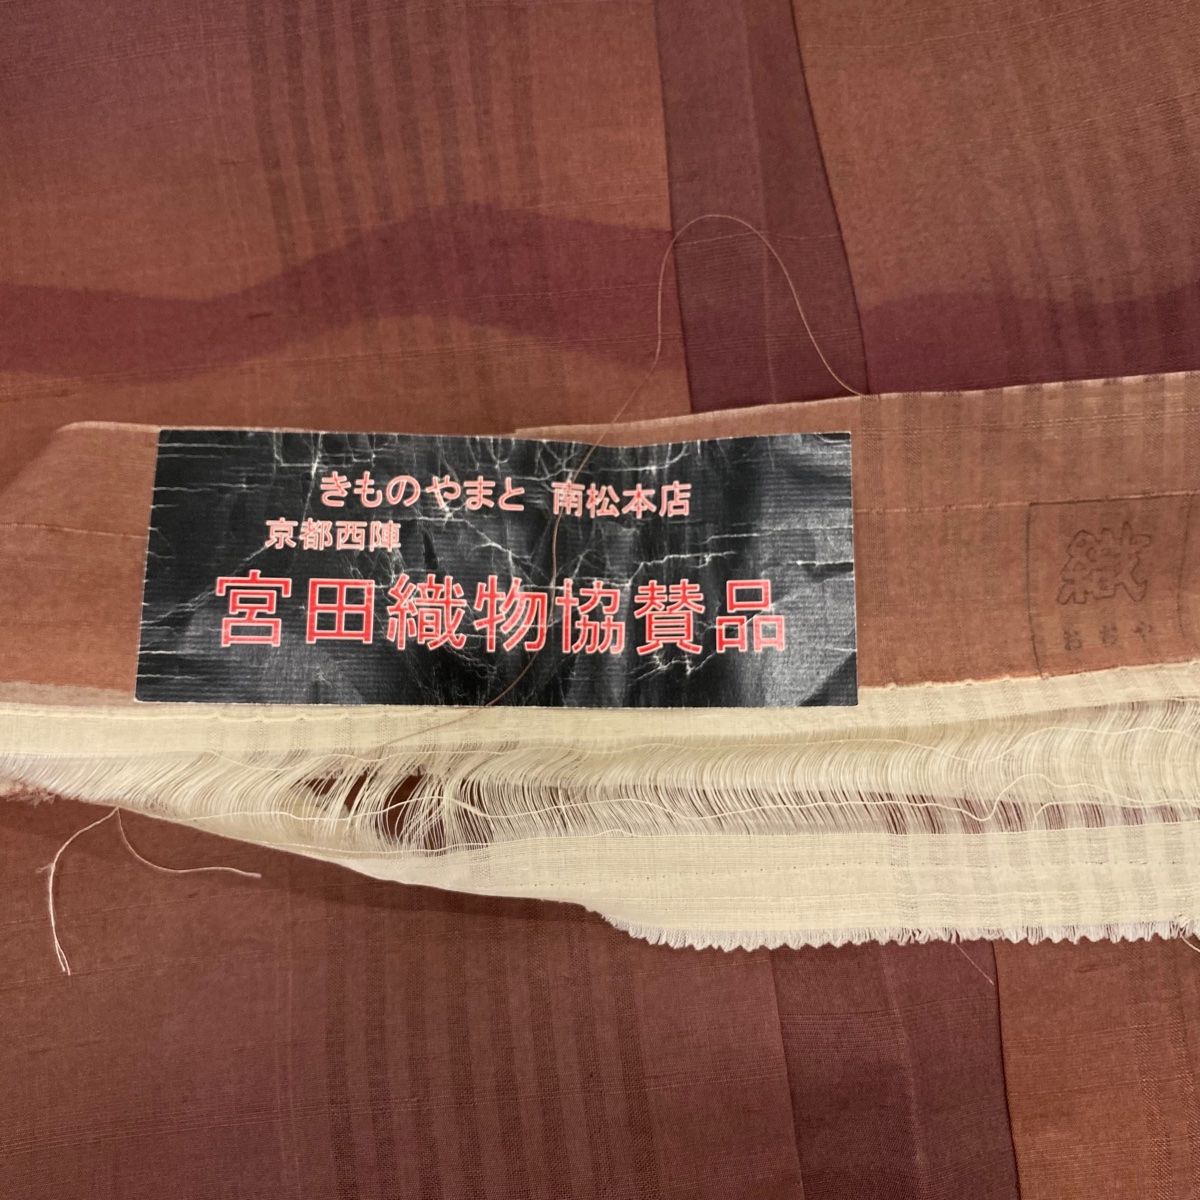 きものやまと 南松本店
京都西陣
宮田織物協賛品